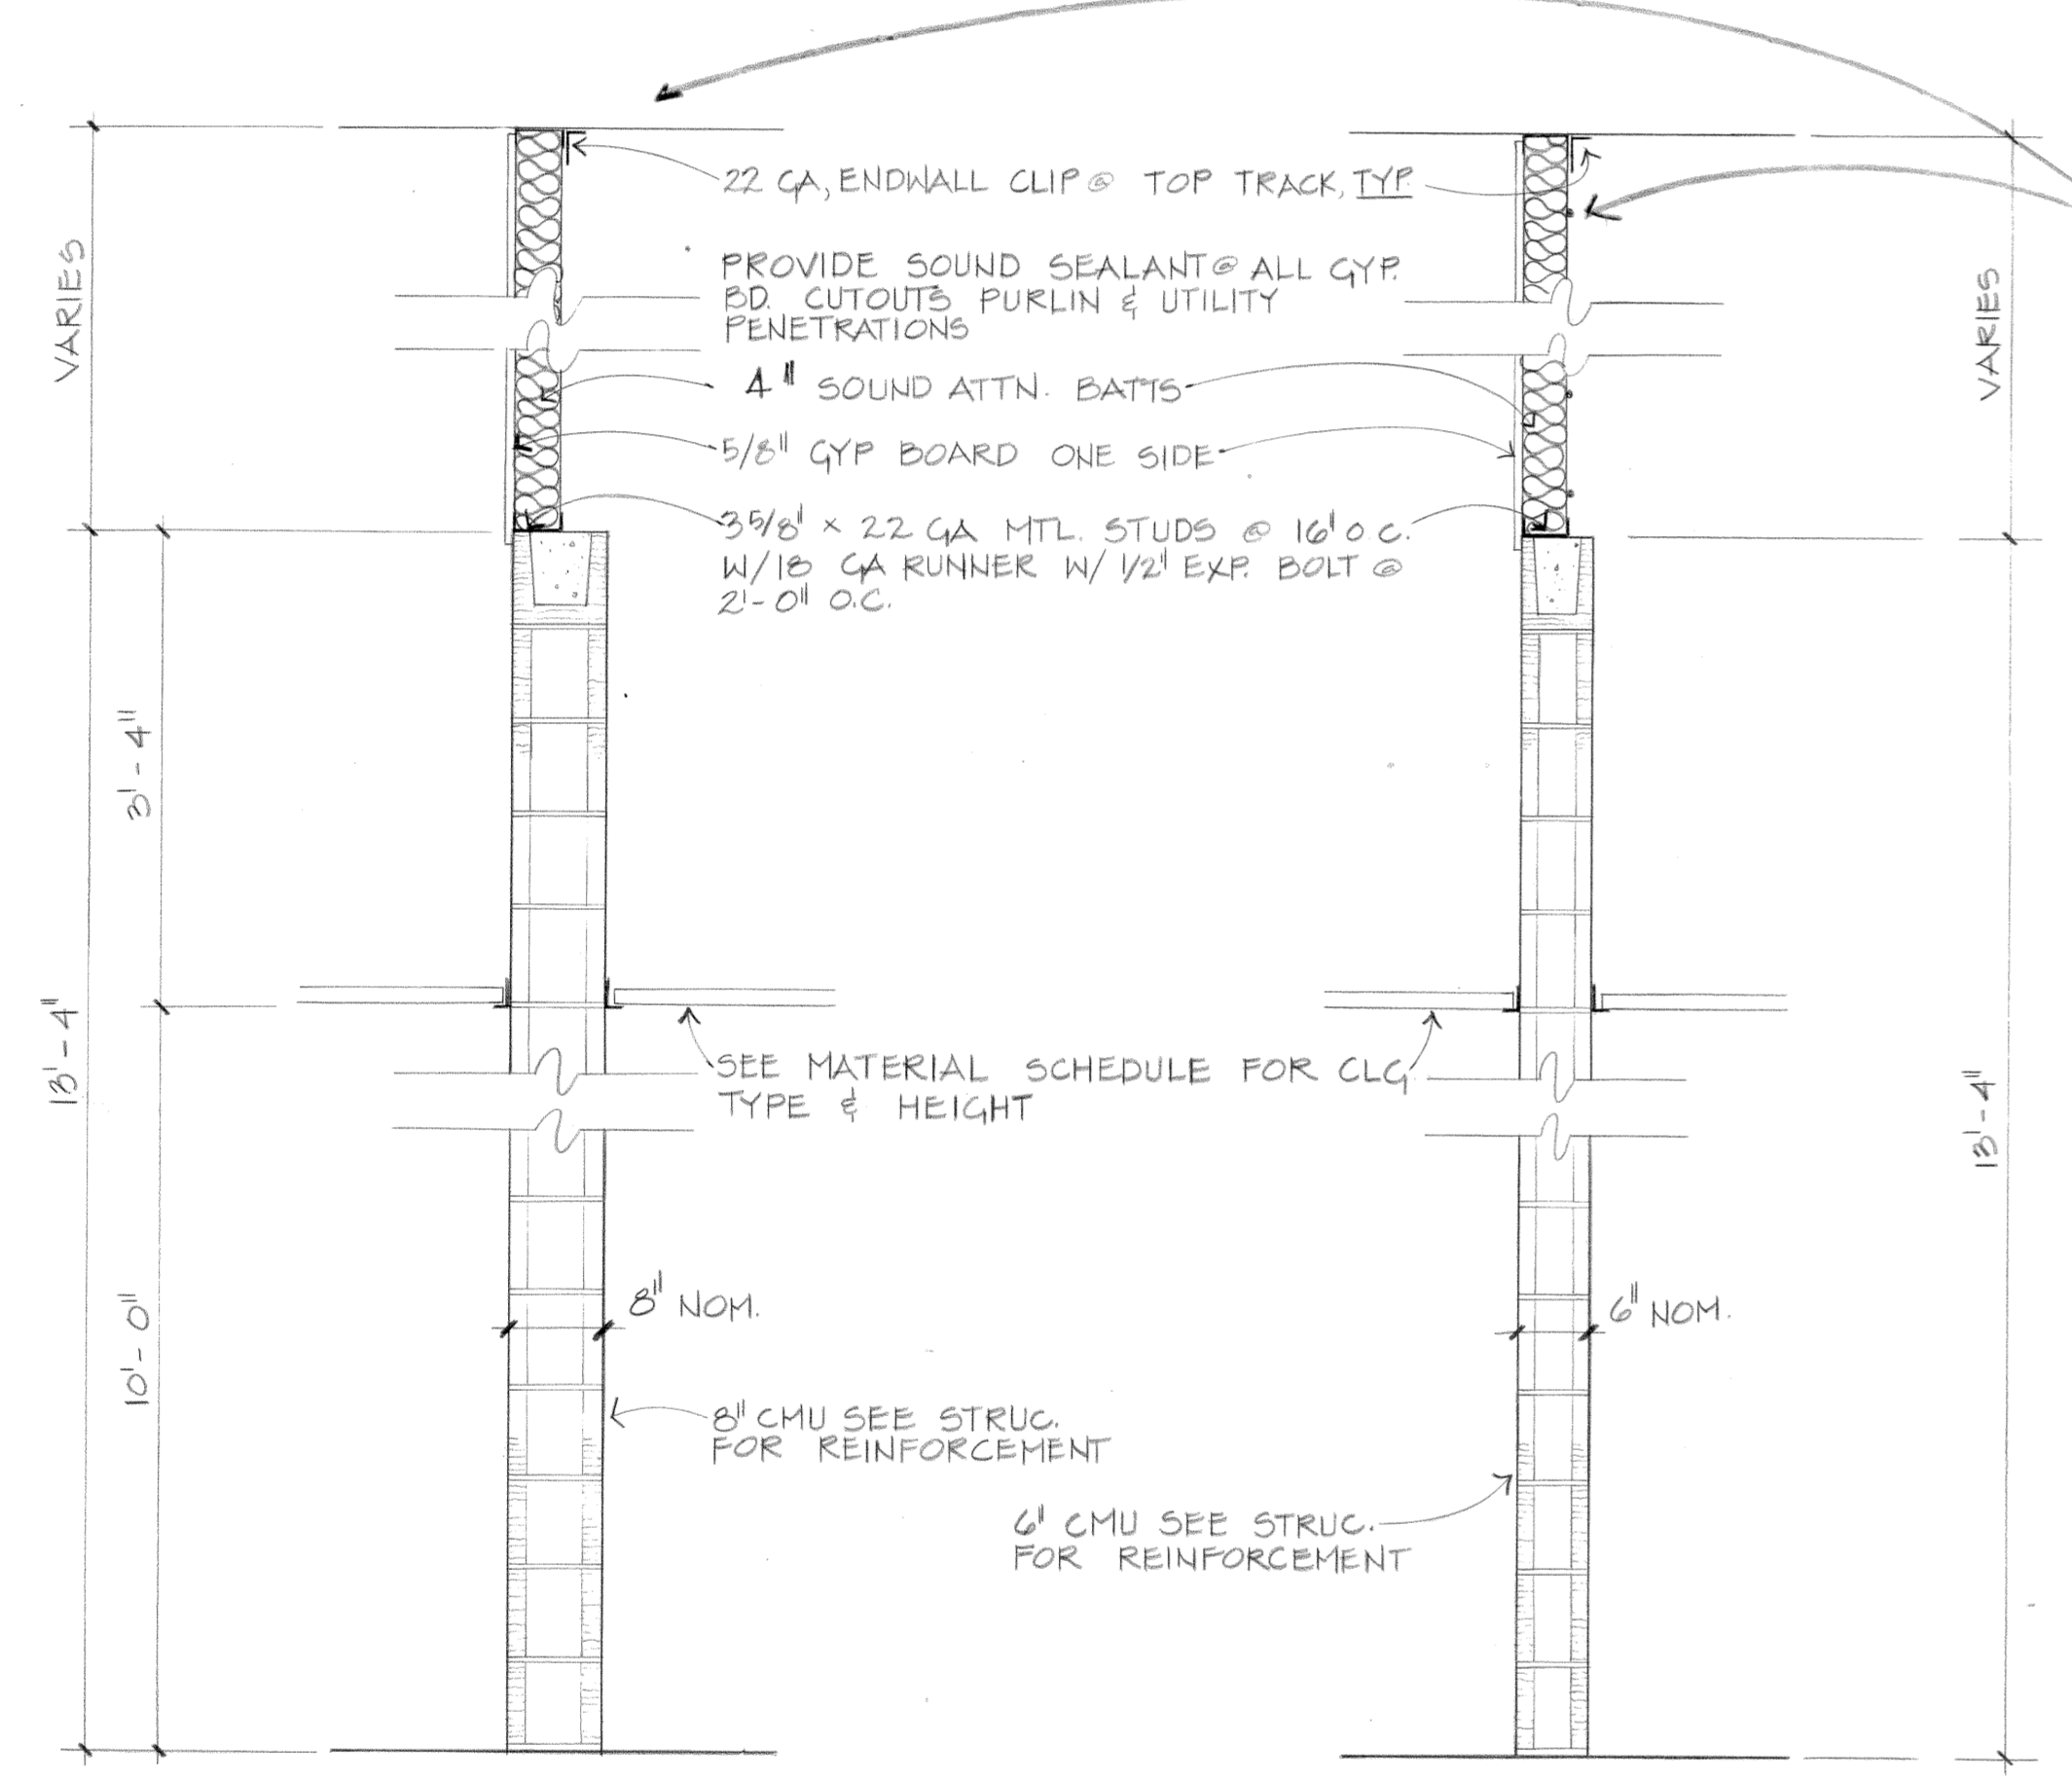 22 GA, ENDWALL CLIP @ TOP TRACK, TYP.
PROVIDE SOUND SEALANT @ ALL GYP.
BD. CUTOUTS PURLIN & UTILITY
PENETRATIONS
4" SOUND ATTN. BATTS
5/8" GYP BOARD ONE SIDE
3 5/8" x 22 GA MTL. STUDS @ 16" O.C.
W/18 GA RUNNER W/ 1/2" EXP. BOLT @
2'-0" O.C.
VARIES
VARIES
3'-4"
13'-4"
13'-4"
10'-0"
SEE MATERIAL SCHEDULE FOR CLG.
TYPE & HEIGHT
8" NOM.
6" NOM.
8" CMU SEE STRUC.
FOR REINFORCEMENT
6" CMU SEE STRUC.
FOR REINFORCEMENT